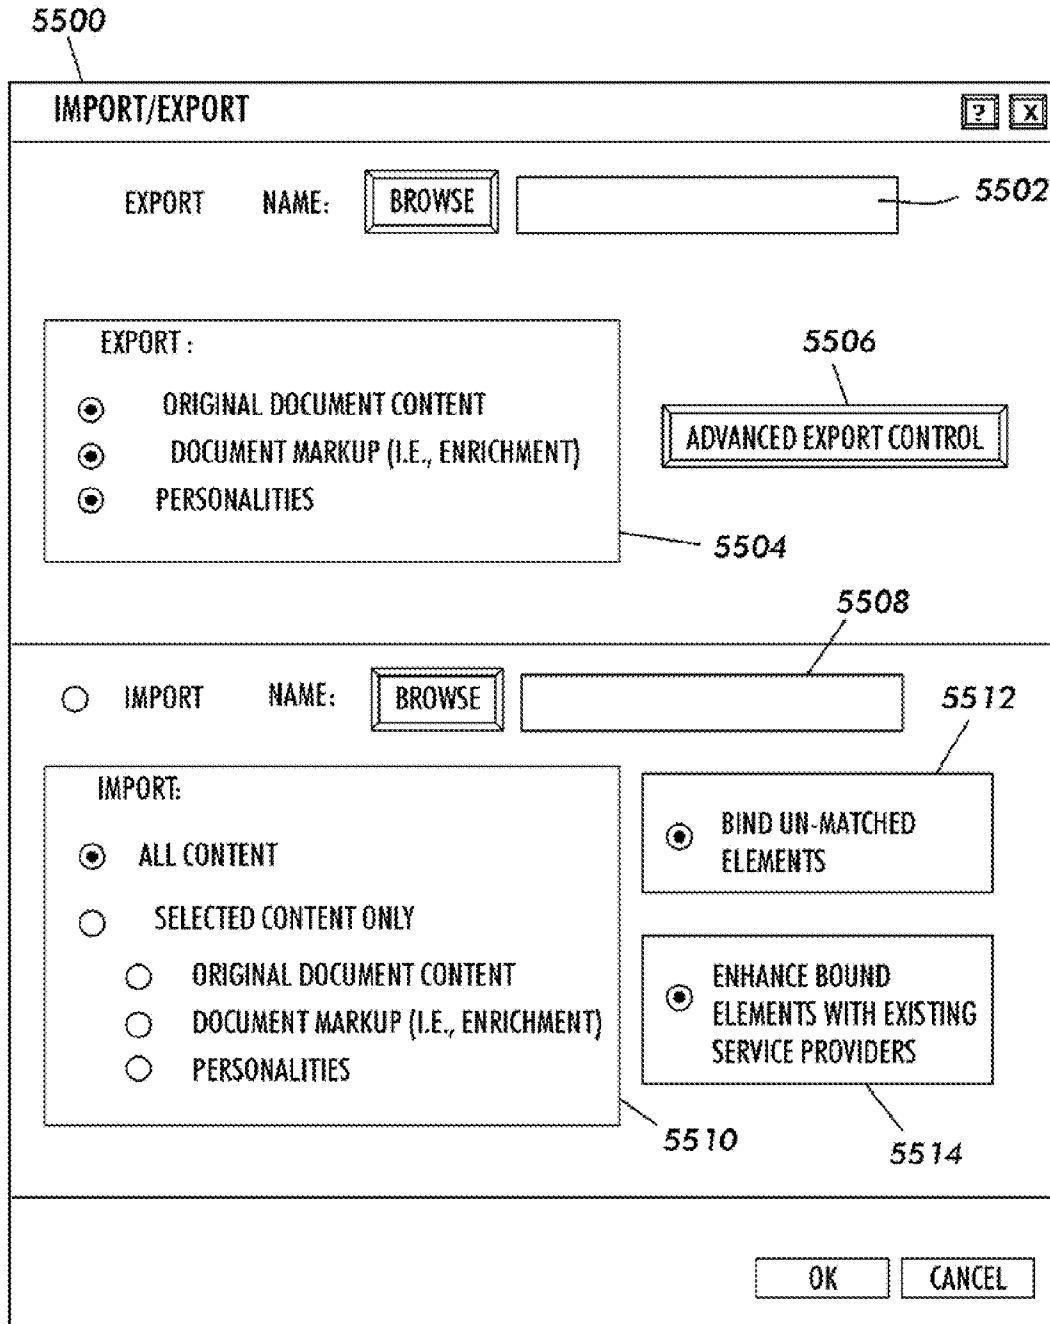 5500
IMPORT/EXPORT ? X
EXPORT NAME: BROWSE 5502
EXPORT :
5506
ORIGINAL DOCUMENT CONTENT
DOCUMENT MARKUP (I.E., ENRICHMENT)
ADVANCED EXPORT CONTROL
PERSONALITIES
5504
5508
IMPORT NAME: BROWSE
5512
IMPORT:
ALL CONTENT
BIND UN-MATCHED
ELEMENTS
SELECTED CONTENT ONLY
ORIGINAL DOCUMENT CONTENT
DOCUMENT MARKUP (I.E., ENRICHMENT)
PERSONALITIES
ENHANCE BOUND
ELEMENTS WITH EXISTING
SERVICE PROVIDERS
5510
5514
OK CANCEL